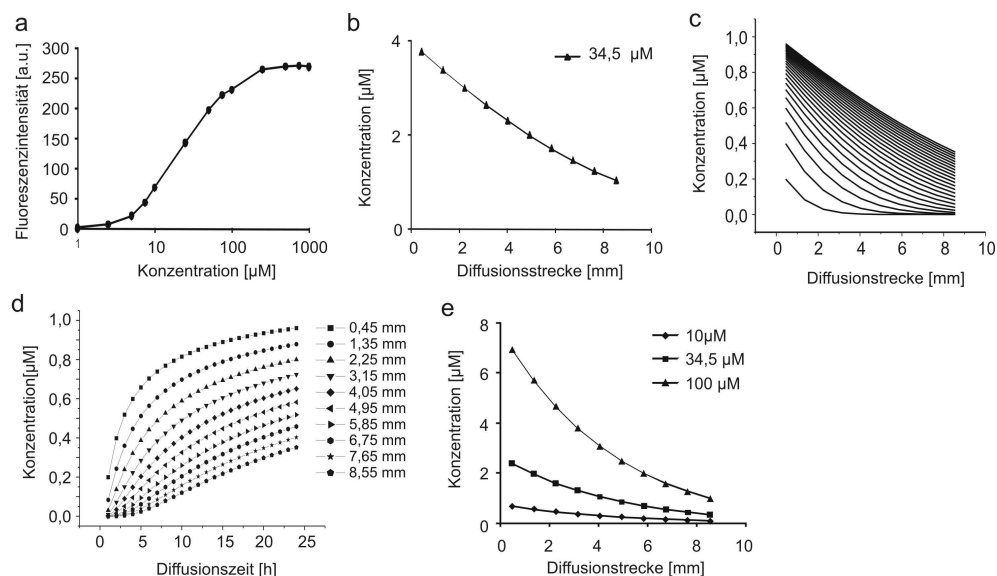 a
Fluoreszenzintensität [a.u.]
300
250
200
150
100
50
0
1
10
100
1000
Konzentration [µM]
b
Konzentration[µM]
4
2
0
34,5 µM
0
2
4
6
8
10
Diffusionsstrecke [mm]
c
Konzentration [µM]
1,0
0,8
0,6
0,4
0,2
0,0
0
2
4
6
8
10
Diffusionstrecke [mm]
d
Konzentration[µM]
1,0
0,8
0,6
0,4
0,2
0,0
0
5
10
15
20
25
Diffusionszeit [h]
0,45 mm
1,35 mm
2,25 mm
3,15 mm
4,05 mm
4,95 mm
5,85 mm
6,75 mm
7,65 mm
8,55 mm
e
Konzentration [µM]
8
6
4
2
0
10µM
34,5 µM
100 µM
0
2
4
6
8
10
Diffusionstrecke [mm]